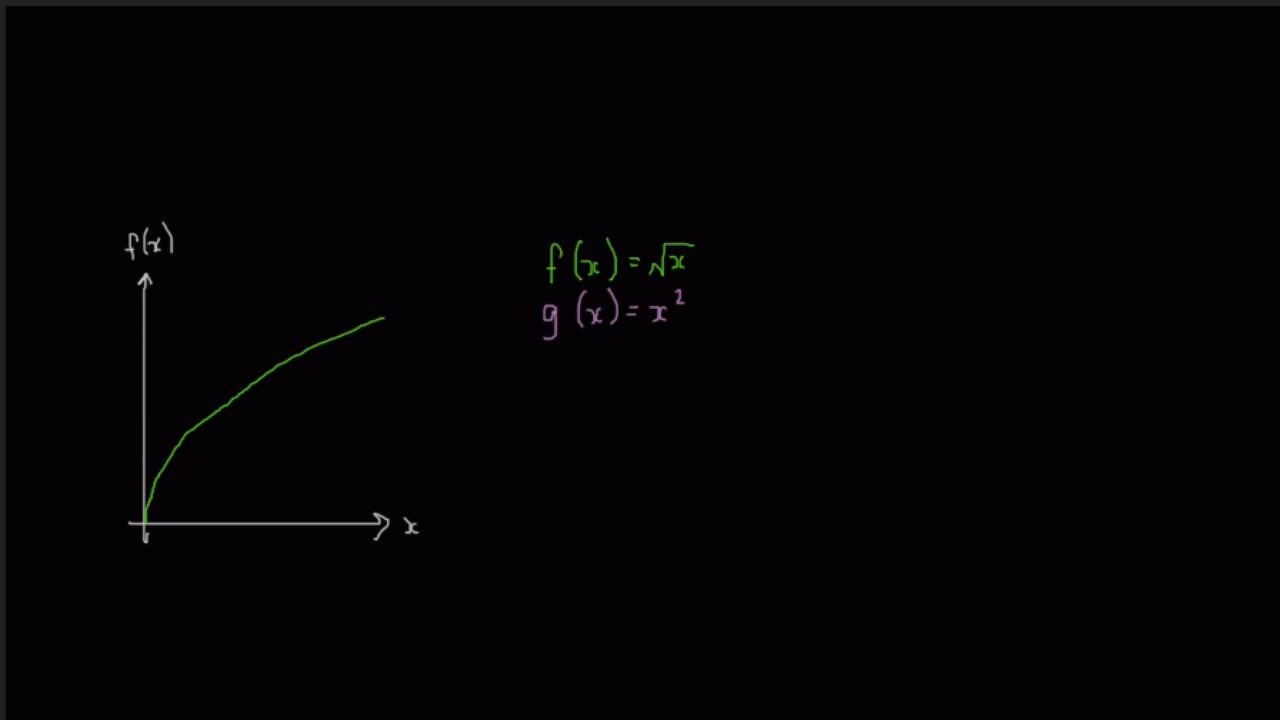 f(x)
f(x) = √x
g(x) = x²
x